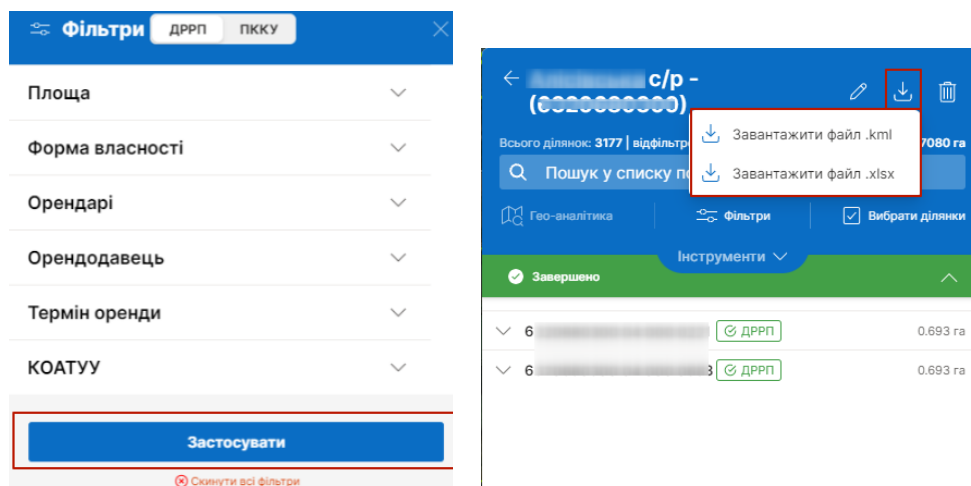 Фільтри ДРРП ПККУ
Площа
Форма власності
Орендарі
Орендодавець
Термін оренди
КОАТУУ
Застосувати
Скинути всі фільтри
с/р -
Завантажити файл .kml
Всього ділянок: 3177 | відфільтр 7080 га
Завантажити файл .xlsx
Пошук у списку по
Гео-аналітика Фільтри Вибрати ділянки
Інструменти
Завершено
6 ДРРП 0.693 га
6 3 ДРРП 0.693 га